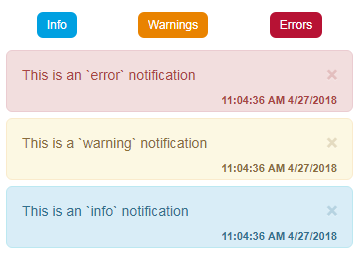 Info Warnings Errors
This is an `error` notification ×
11:04:36 AM 4/27/2018
This is a `warning` notification ×
11:04:36 AM 4/27/2018
This is an `info` notification ×
11:04:36 AM 4/27/2018